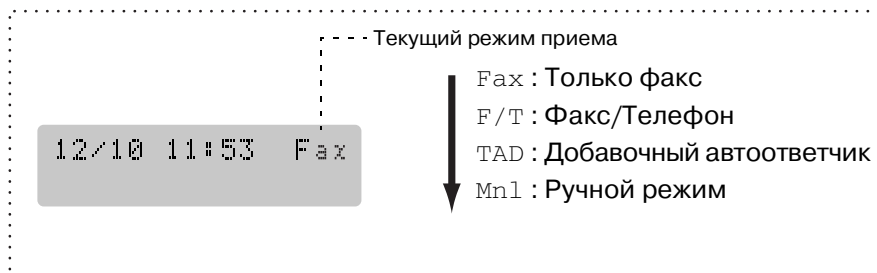 Текущий режим приема
12/10 11:53 Fax
Fax : Только факс
F/T : Факс/Телефон
TAD : Добавочный автоответчик
Mnl : Ручной режим